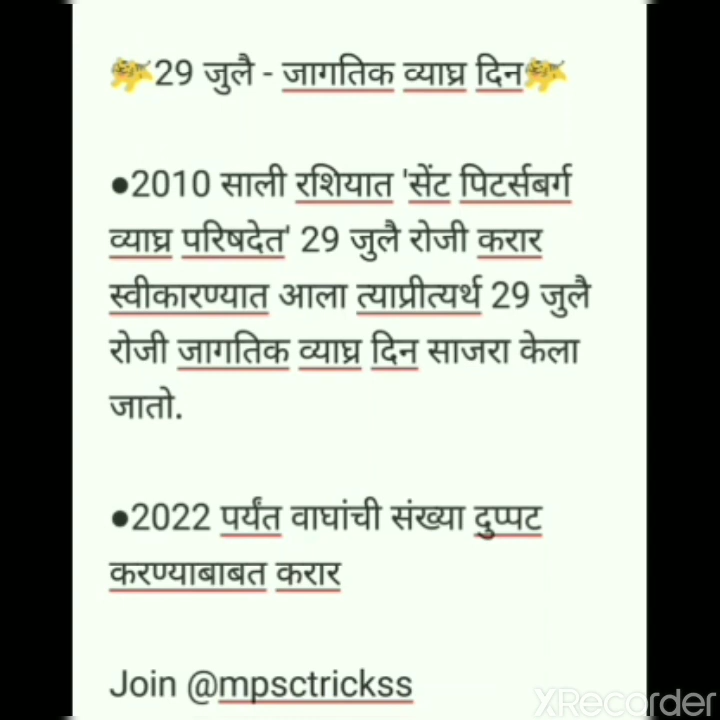 🐅29 जुलै - जागतिक व्याघ्र दिन🐅
●2010 साली रशियात 'सेंट पिटर्सबर्ग
व्याघ्र परिषदेत' 29 जुलै रोजी करार
स्वीकारण्यात आला त्याप्रीत्यर्थ 29 जुलै
रोजी जागतिक व्याघ्र दिन साजरा केला
जातो.
●2022 पर्यंत वाघांची संख्या दुप्पट
करण्याबाबत करार
Join @mpsctrickss
XRecorder